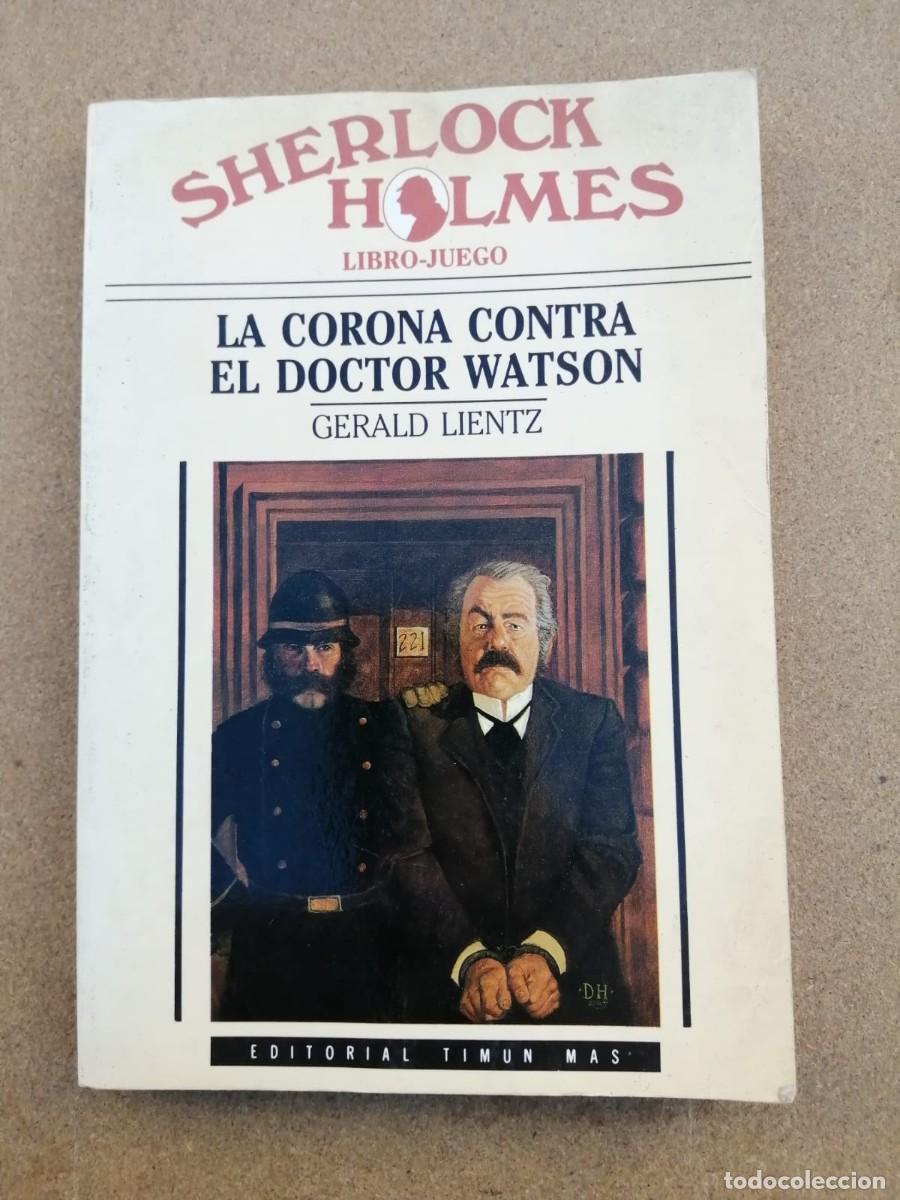 SHERLOCK
HOLMES
LIBRO-JUEGO
LA CORONA CONTRA
EL DOCTOR WATSON
GERALD LIENTZ
221
·DH·
EDITORIAL TIMUN MAS
todocoleccion